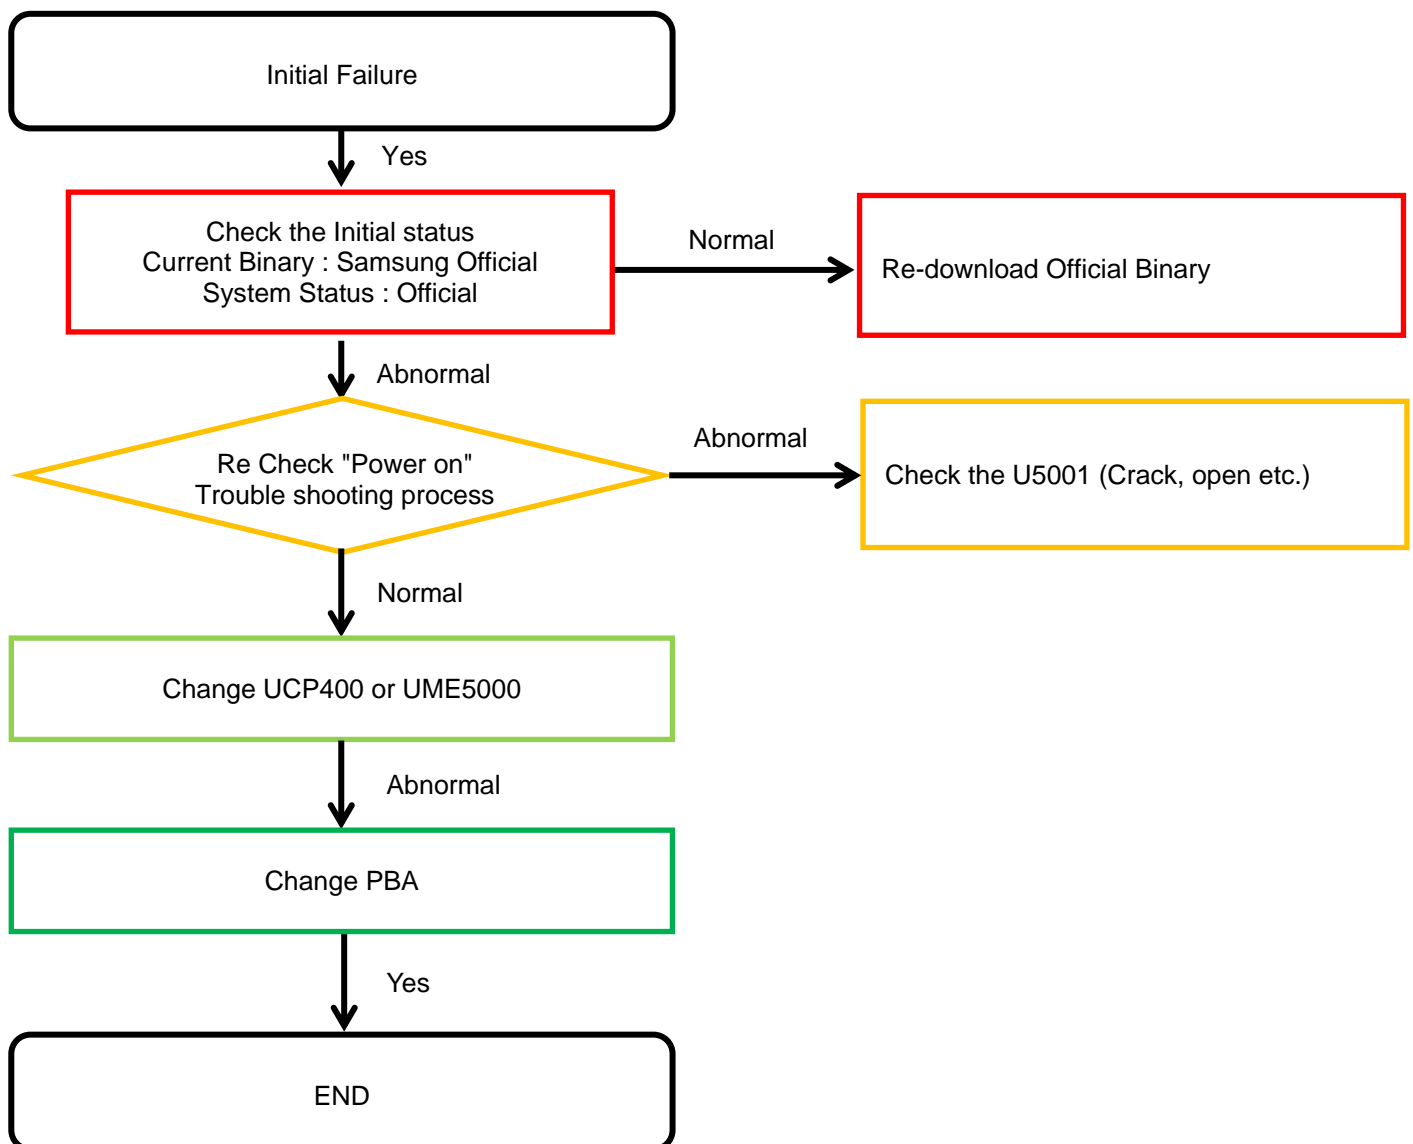 Initial Failure
Yes
Check the Initial status
Current Binary : Samsung Official
System Status : Official
Normal
Re-download Official Binary
Abnormal
Re Check "Power on"
Trouble shooting process
Abnormal
Check the U5001 (Crack, open etc.)
Normal
Change UCP400 or UME5000
Abnormal
Change PBA
Yes
END